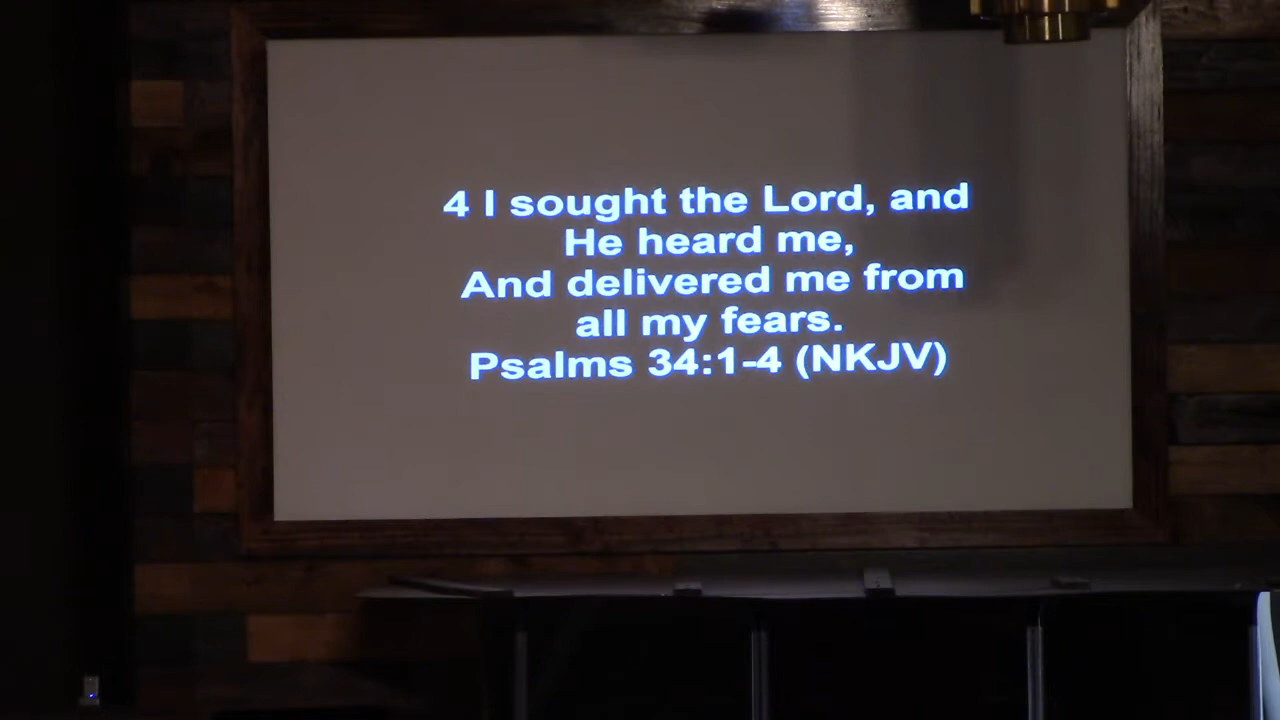 4 I sought the Lord, and
He heard me,
And delivered me from
all my fears.
Psalms 34:1-4 (NKJV)